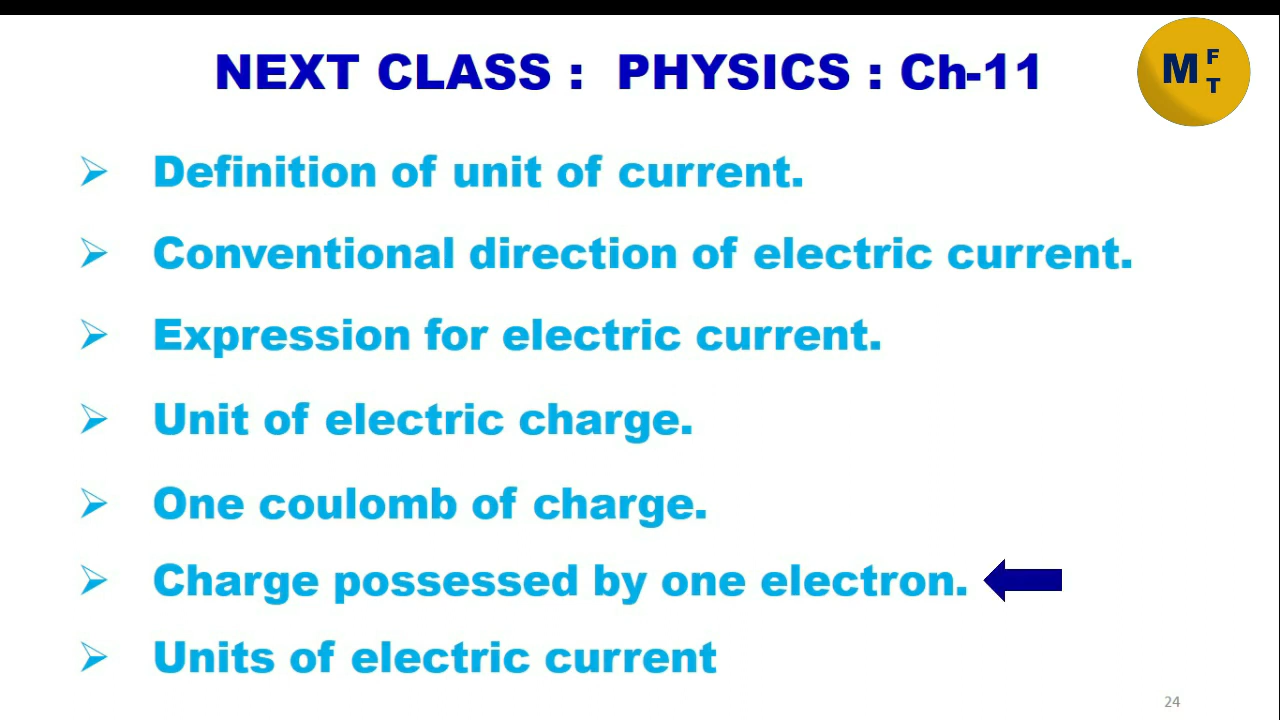 NEXT CLASS : PHYSICS : Ch-11
M F T
Definition of unit of current.
Conventional direction of electric current.
Expression for electric current.
Unit of electric charge.
One coulomb of charge.
Charge possessed by one electron.
Units of electric current
24